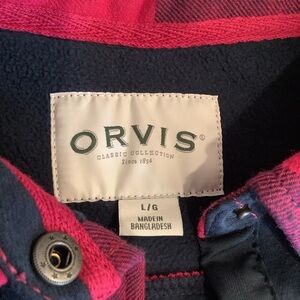 ORVIS®
CLASSIC COLLECTION
Since 1856
L/G
MADE IN
BANGLADESH